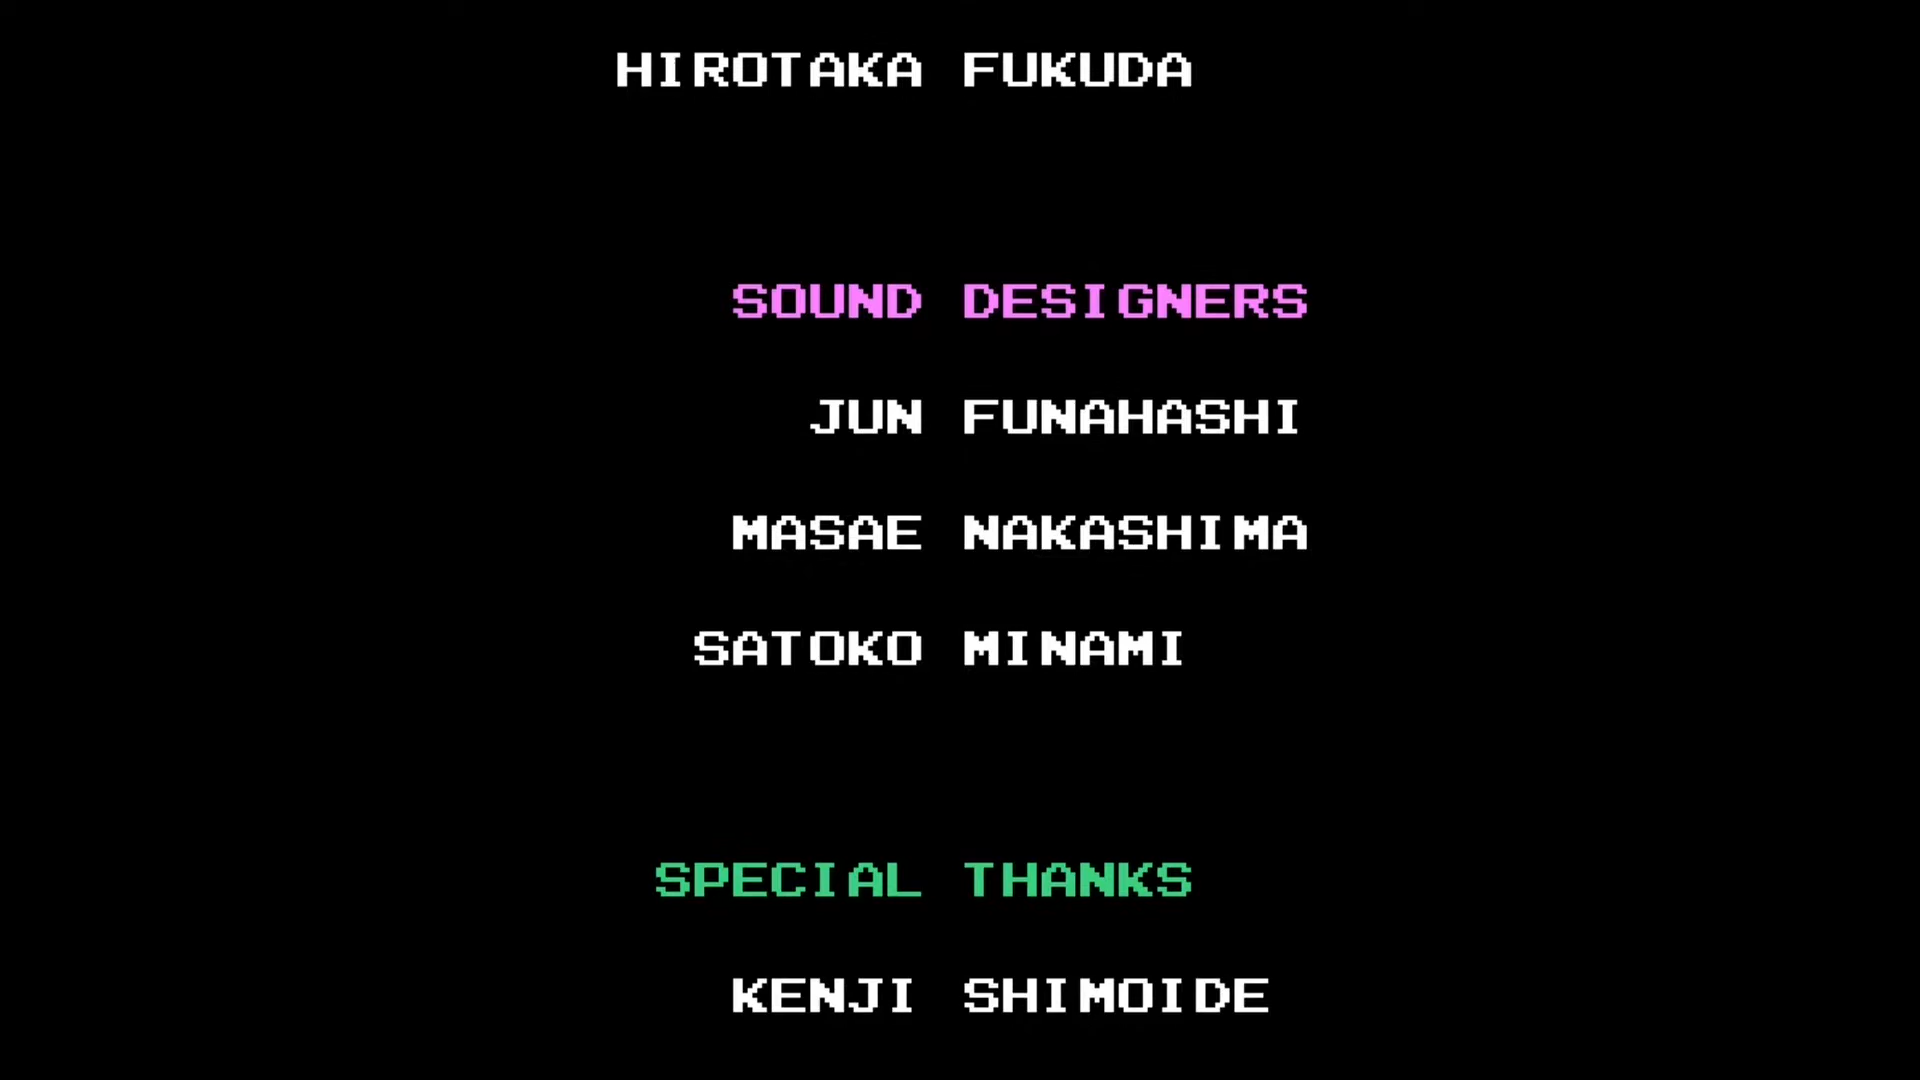 HIROTAKA FUKUDA
SOUND DESIGNERS
JUN FUNAHASHI
MASAE NAKASHIMA
SATOKO MINAMI
SPECIAL THANKS
KENJI SHIMOIDE